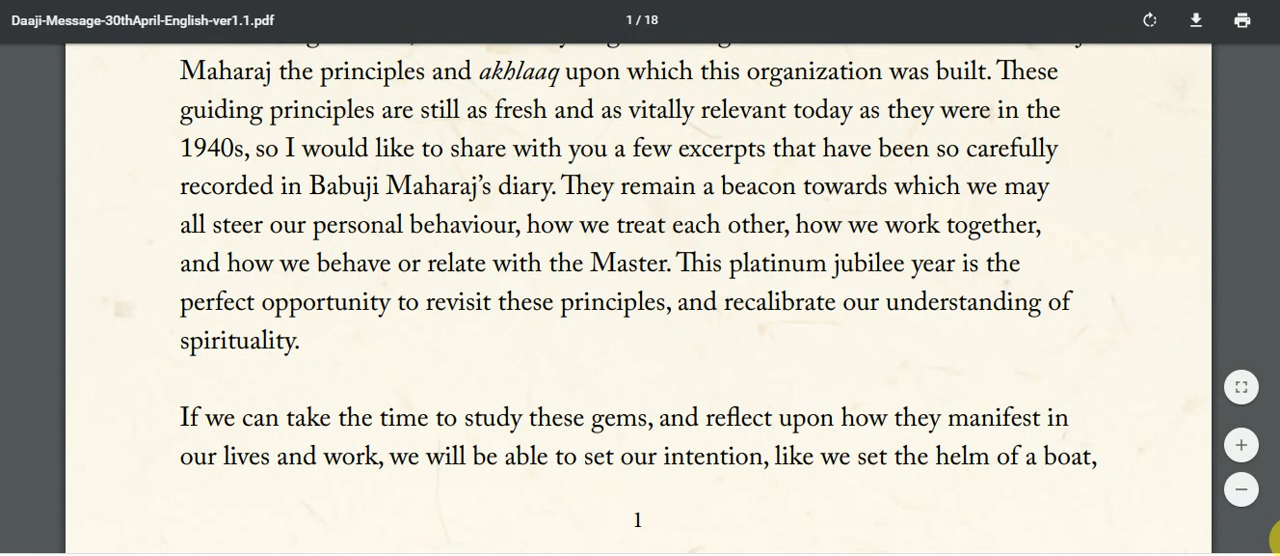 Daaji-Message-30thApril-English-ver1.1.pdf
1 / 18
Maharaj the principles and akhlaaq upon which this organization was built. These
guiding principles are still as fresh and as vitally relevant today as they were in the
1940s, so I would like to share with you a few excerpts that have been so carefully
recorded in Babuji Maharaj’s diary. They remain a beacon towards which we may
all steer our personal behaviour, how we treat each other, how we work together,
and how we behave or relate with the Master. This platinum jubilee year is the
perfect opportunity to revisit these principles, and recalibrate our understanding of
spirituality.
If we can take the time to study these gems, and reflect upon how they manifest in
our lives and work, we will be able to set our intention, like we set the helm of a boat,
1